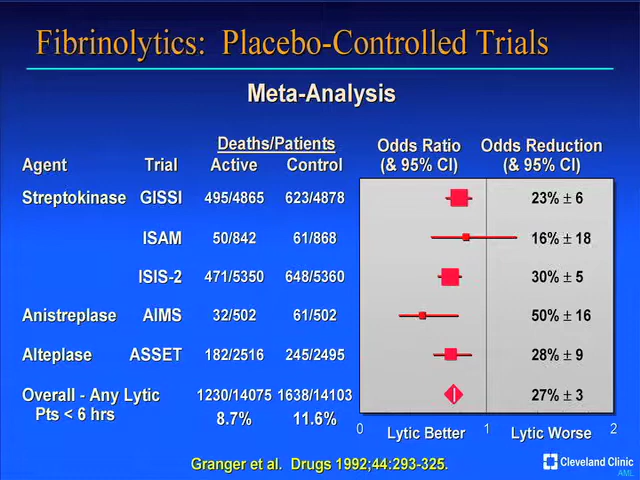 Fibrinolytics: Placebo-Controlled Trials
Meta-Analysis
Deaths/Patients Odds Ratio Odds Reduction
Agent Trial Active Control (& 95% CI) (& 95% CI)
Streptokinase GISSI 495/4865 623/4878 23% ± 6
ISAM 50/842 61/868 16% ± 18
ISIS-2 471/5350 648/5360 30% ± 5
Anistreplase AIMS 32/502 61/502 50% ± 16
Alteplase ASSET 182/2516 245/2495 28% ± 9
Overall - Any Lytic 1230/14075 1638/14103 27% ± 3
Pts < 6 hrs 8.7% 11.6%
0 Lytic Better 1 Lytic Worse 2
Granger et al. Drugs 1992;44:293-325.
Cleveland Clinic
AML